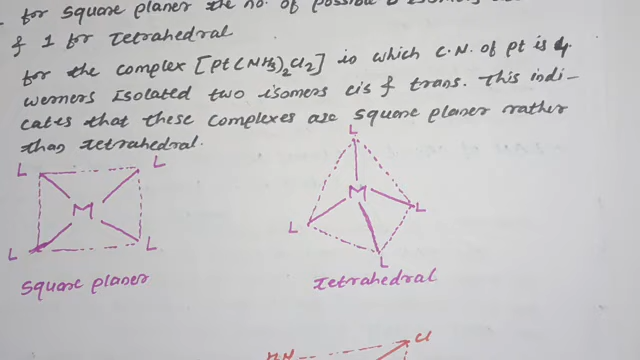 for square planer the no. of possible isomers
& 1 for Tetrahedral
for the complex [Pt(NH3)2Cl2] in which C.N. of pt is 4
werners Isolated two isomers cis & trans. This indi-
cates that these complexes are square planer rather
than Tetrahedral.
L L
M
L L
L
M
L L
L
Square planer
Tetrahedral
Cl